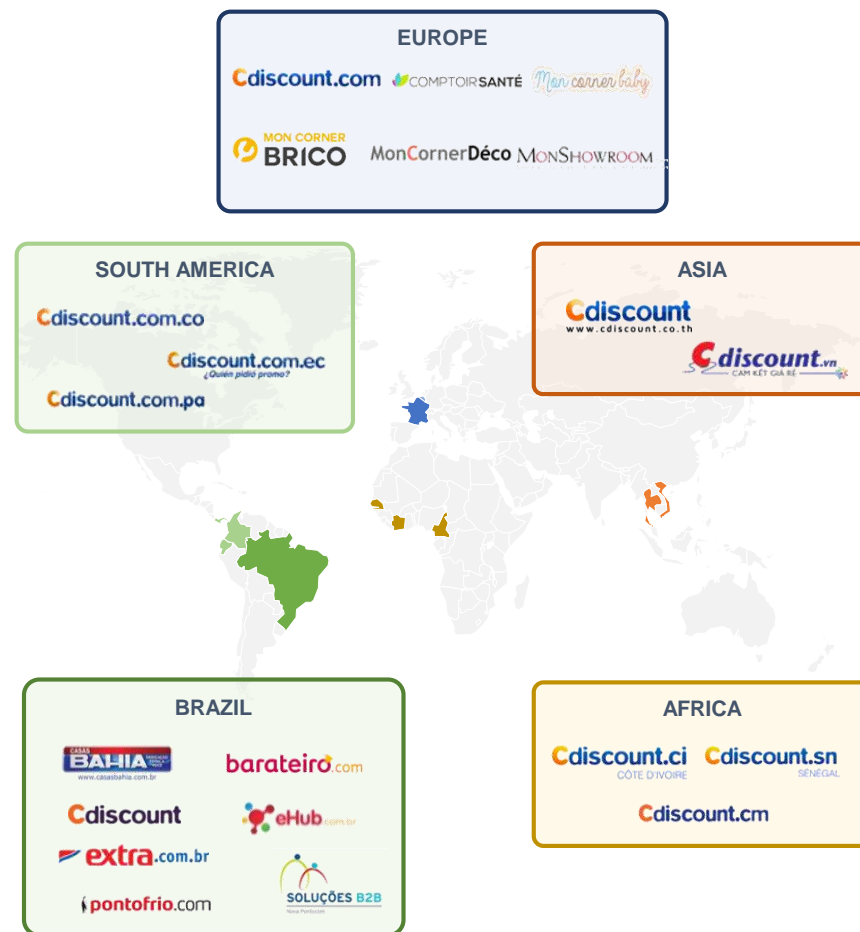 EUROPE
Cdiscount.com COMPTOIRSANTÉ Mon corner baby
MON CORNER
BRICO MonCornerDéco MONSHOWROOM
SOUTH AMERICA
Cdiscount.com.co
Cdiscount.com.ec
¿Quién pidió promo?
Cdiscount.com.pa
ASIA
Cdiscount
www.cdiscount.co.th
Cdiscount.vn
CAM KẾT GIÁ RẺ
BRAZIL
CASAS
BAHIA
www.casasbahia.com.br
barateiro.com
Cdiscount
eHub.com.br
extra.com.br
pontofrio.com
SOLUÇÕES B2B
Nova Pontocom
AFRICA
Cdiscount.ci Cdiscount.sn
CÔTE D'IVOIRE SÉNÉGAL
Cdiscount.cm